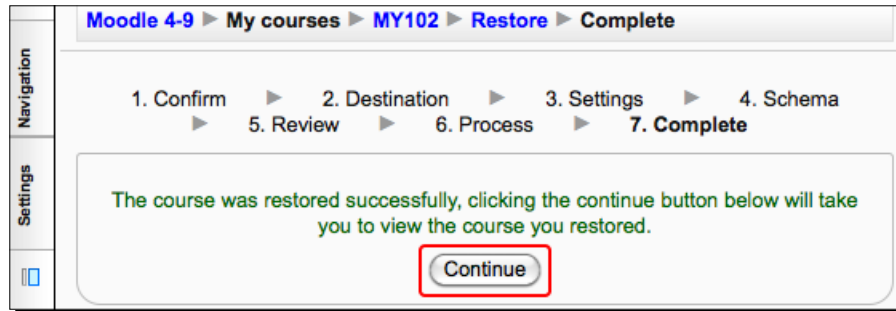 Moodle 4-9 ► My courses ► MY102 ► Restore ► Complete
Navigation
Settings
1. Confirm ► 2. Destination ► 3. Settings ► 4. Schema
► 5. Review ► 6. Process ► 7. Complete
The course was restored successfully, clicking the continue button below will take
you to view the course you restored.
Continue